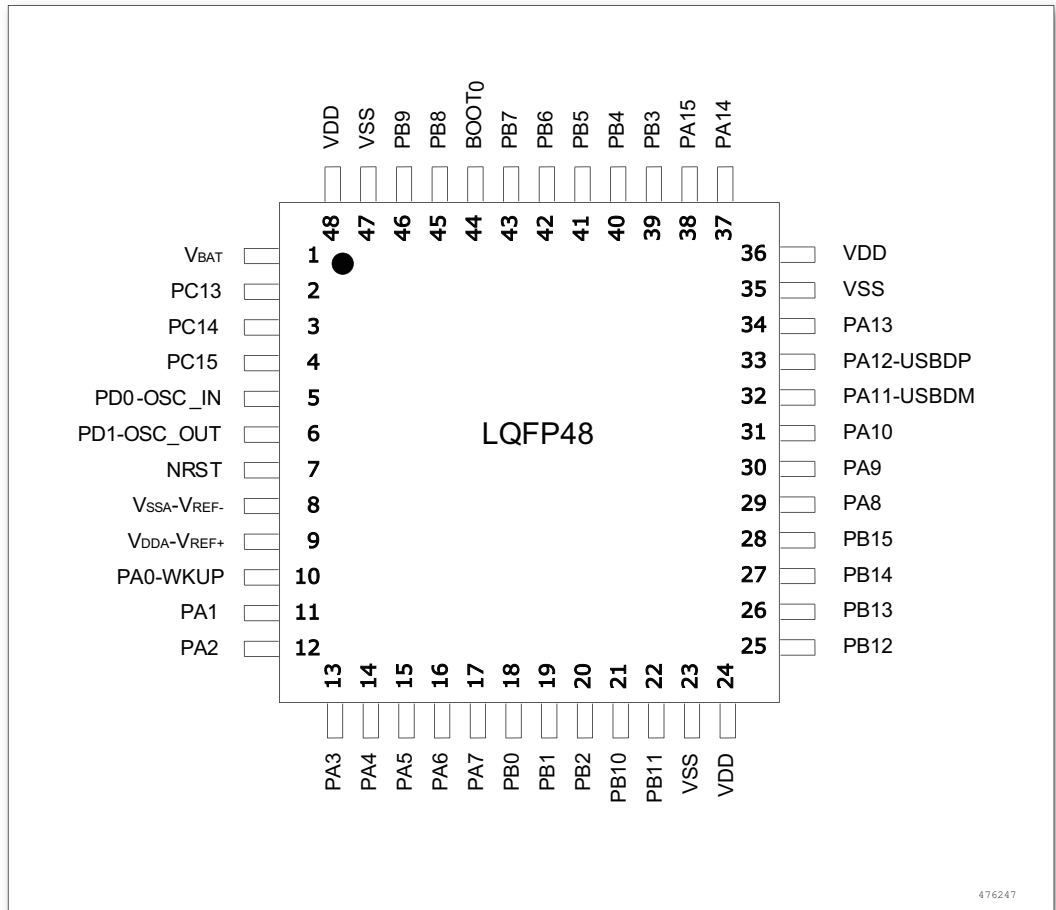 VDD
VSS
PB9
PB8
BOOT0
PB7
PB6
PB5
PB4
PB3
PA15
PA14
48
47
46
45
44
43
42
41
40
39
38
37
VBAT 1
PC13 2
PC14 3
PC15 4
PD0-OSC_IN 5
PD1-OSC_OUT 6
NRST 7
VSSA-VREF- 8
VDDA-VREF+ 9
PA0-WKUP 10
PA1 11
PA2 12
LQFP48
36 VDD
35 VSS
34 PA13
33 PA12-USBDP
32 PA11-USBDM
31 PA10
30 PA9
29 PA8
28 PB15
27 PB14
26 PB13
25 PB12
13
14
15
16
17
18
19
20
21
22
23
24
PA3
PA4
PA5
PA6
PA7
PB0
PB1
PB2
PB10
PB11
VSS
VDD
476247